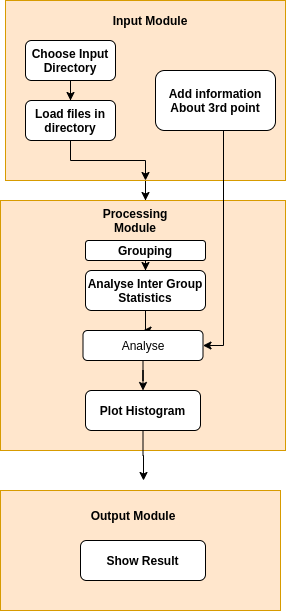 Input Module
Choose Input
Directory
Load files in
directory
Add information
About 3rd point
Processing
Module
Grouping
Analyse Inter Group
Statistics
Analyse
Plot Histogram
Output Module
Show Result